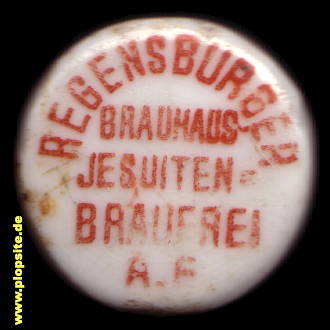 REGENSBURGER
BRAUHAUS
JESUITEN=
BRAUEREI
A.F.
www.plopsite.de